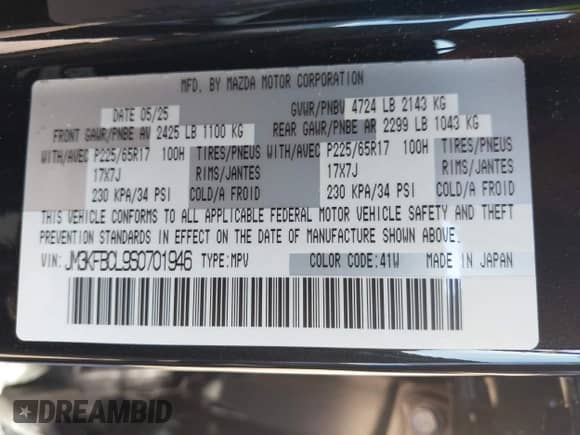 MFD. BY MAZDA MOTOR CORPORATION
DATE 05/25 GVWR/PNBV 4724 LB 2143 KG
FRONT GAWR/PNBE AV 2425 LB 1100 KG REAR GAWR/PNBE AR 2299 LB 1043 KG
WITH/AVEC P225/65R17 100H TIRES/PNEUS WITH/AVEC P225/65R17 100H TIRES/PNEUS
17X7J RIMS/JANTES 17X7J RIMS/JANTES
230 KPA/34 PSI COLD/A FROID 230 KPA/34 PSI COLD/A FROID
THIS VEHICLE CONFORMS TO ALL APPLICABLE FEDERAL MOTOR VEHICLE SAFETY AND THEFT
PREVENTION STANDARDS IN EFFECT ON THE DATE OF MANUFACTURE SHOWN ABOVE.
VIN: JM3KFBCL9S0701946 TYPE:MPV COLOR CODE:41W MADE IN JAPAN
DREAMBID